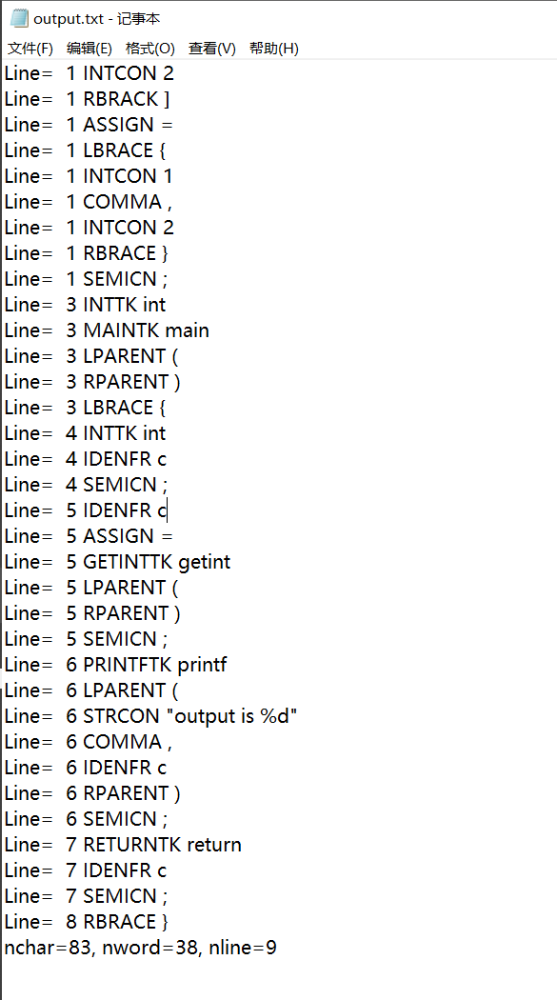 output.txt - 记事本
文件(F) 编辑(E) 格式(O) 查看(V) 帮助(H)
Line=  1 INTCON 2
Line=  1 RBRACK ]
Line=  1 ASSIGN =
Line=  1 LBRACE {
Line=  1 INTCON 1
Line=  1 COMMA ,
Line=  1 INTCON 2
Line=  1 RBRACE }
Line=  1 SEMICN ;
Line=  3 INTTK int
Line=  3 MAINTK main
Line=  3 LPARENT (
Line=  3 RPARENT )
Line=  3 LBRACE {
Line=  4 INTTK int
Line=  4 IDENFR c
Line=  4 SEMICN ;
Line=  5 IDENFR c
Line=  5 ASSIGN =
Line=  5 GETINTTK getint
Line=  5 LPARENT (
Line=  5 RPARENT )
Line=  5 SEMICN ;
Line=  6 PRINTFTK printf
Line=  6 LPARENT (
Line=  6 STRCON "output is %d"
Line=  6 COMMA ,
Line=  6 IDENFR c
Line=  6 RPARENT )
Line=  6 SEMICN ;
Line=  7 RETURNTK return
Line=  7 IDENFR c
Line=  7 SEMICN ;
Line=  8 RBRACE }
nchar=83, nword=38, nline=9